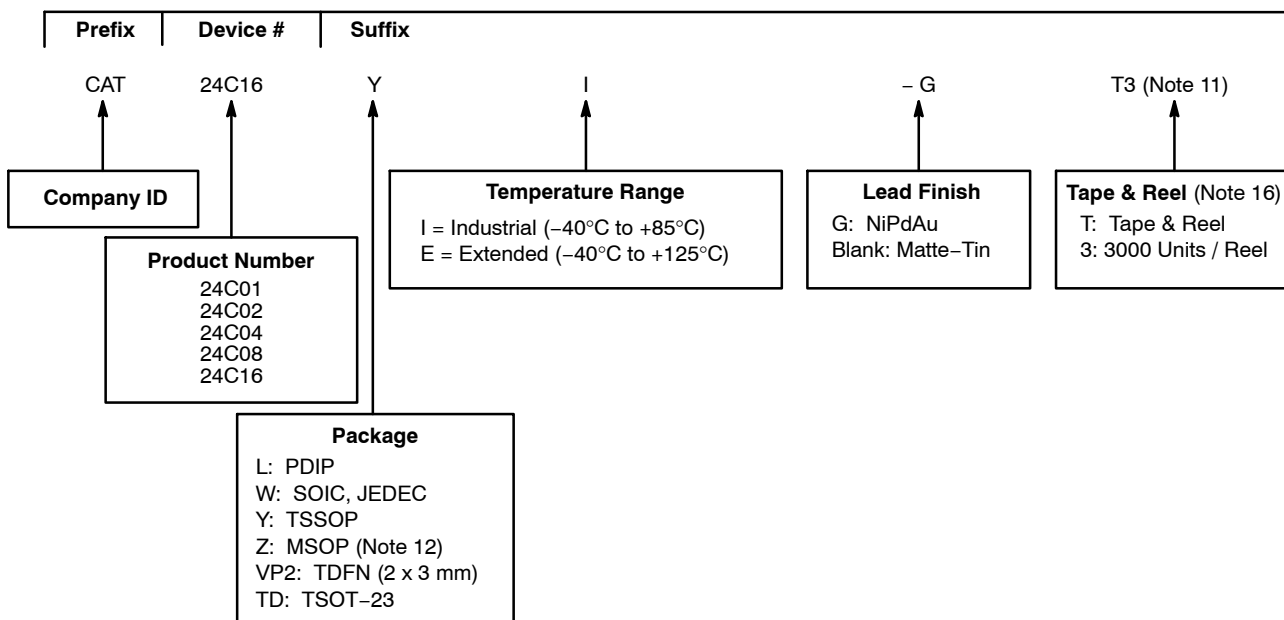 Prefix Device # Suffix
CAT 24C16 Y I – G T3 (Note 11)
Company ID
Product Number
24C01
24C02
24C04
24C08
24C16
Package
L: PDIP
W: SOIC, JEDEC
Y: TSSOP
Z: MSOP (Note 12)
VP2: TDFN (2 x 3 mm)
TD: TSOT−23
Temperature Range
I = Industrial (−40°C to +85°C)
E = Extended (−40°C to +125°C)
Lead Finish
G: NiPdAu
Blank: Matte−Tin
Tape & Reel (Note 16)
T: Tape & Reel
3: 3000 Units / Reel